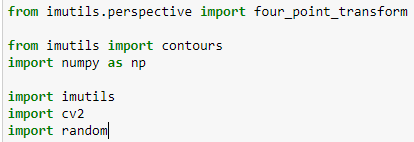 from imutils.perspective import four_point_transform
from imutils import contours
import numpy as np
import imutils
import cv2
import random